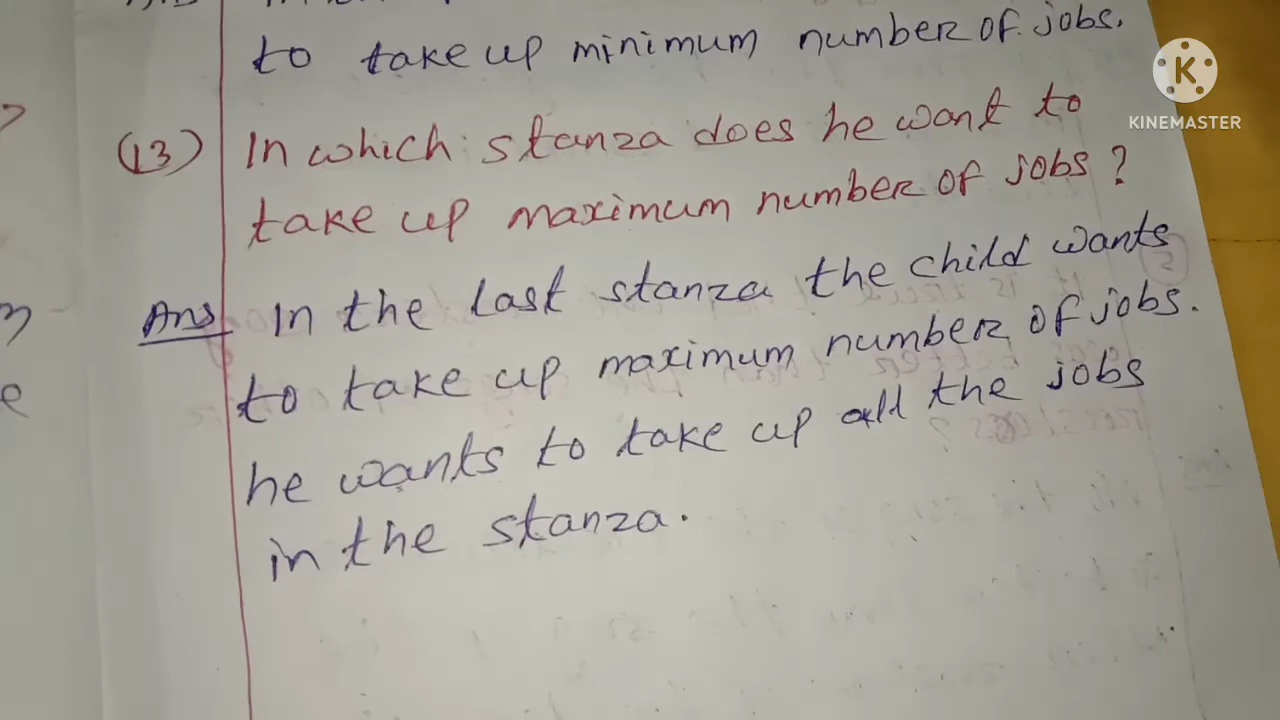 to take up minimum number of jobs.
(13) In which stanza does he want to
take up maximum number of jobs?
Ans In the last stanza the child wants
to take up maximum number of jobs.
he wants to take up all the jobs
in the stanza.
KINEMASTER